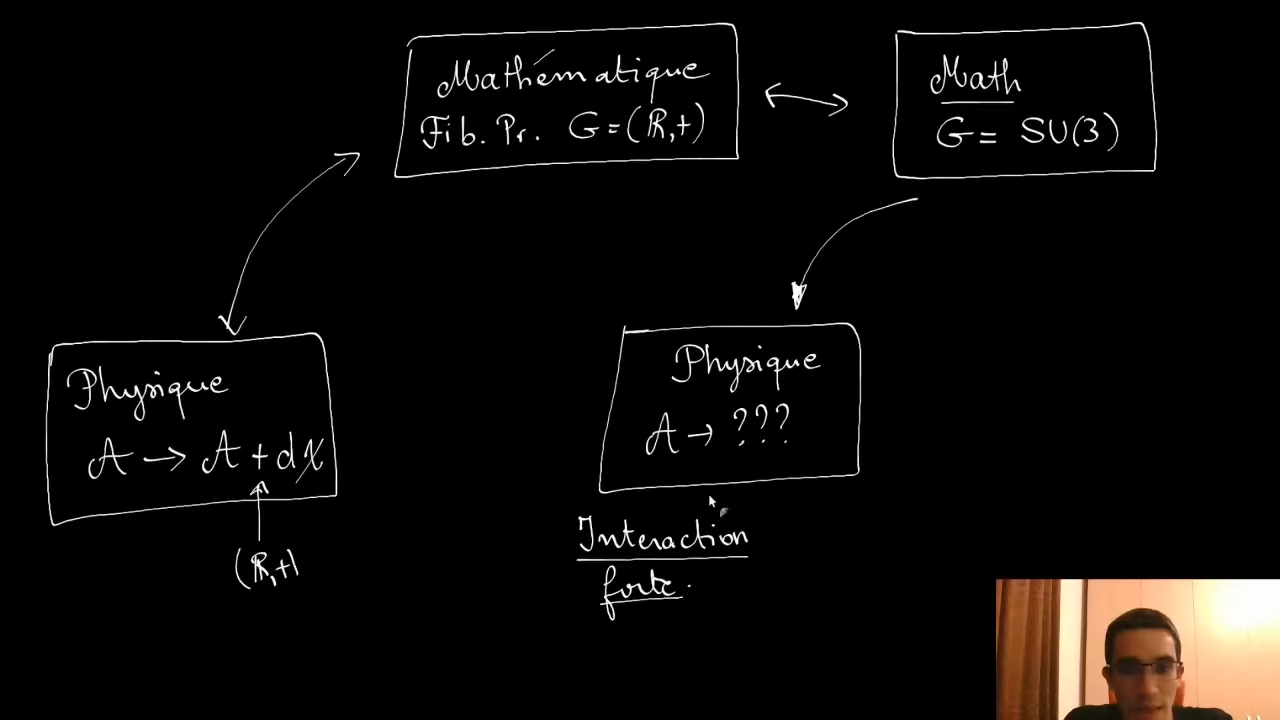 Mathématique
Fib. Pr. G=(ℝ,+)
Math
G= SU(3)
Physique
A → A+dχ
(ℝ,+)
Physique
A→ ???
Interaction
forte.